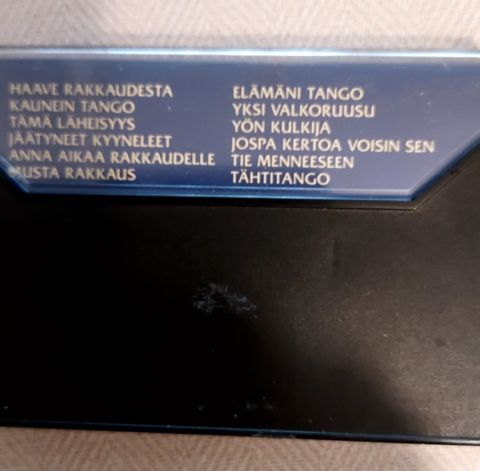 HAAVE RAKKAUDESTA
KAUNEIN TANGO
TÄMÄ LÄHEISYYS
JÄÄTYNEET KYYNELEET
ANNA AIKAA RAKKAUDELLE
MUSTA RAKKAUS
ELÄMÄNI TANGO
YKSI VALKORUUSU
YÖN KULKIJA
JOSPA KERTOA VOISIN SEN
TIE MENNEESEEN
TÄHTITANGO